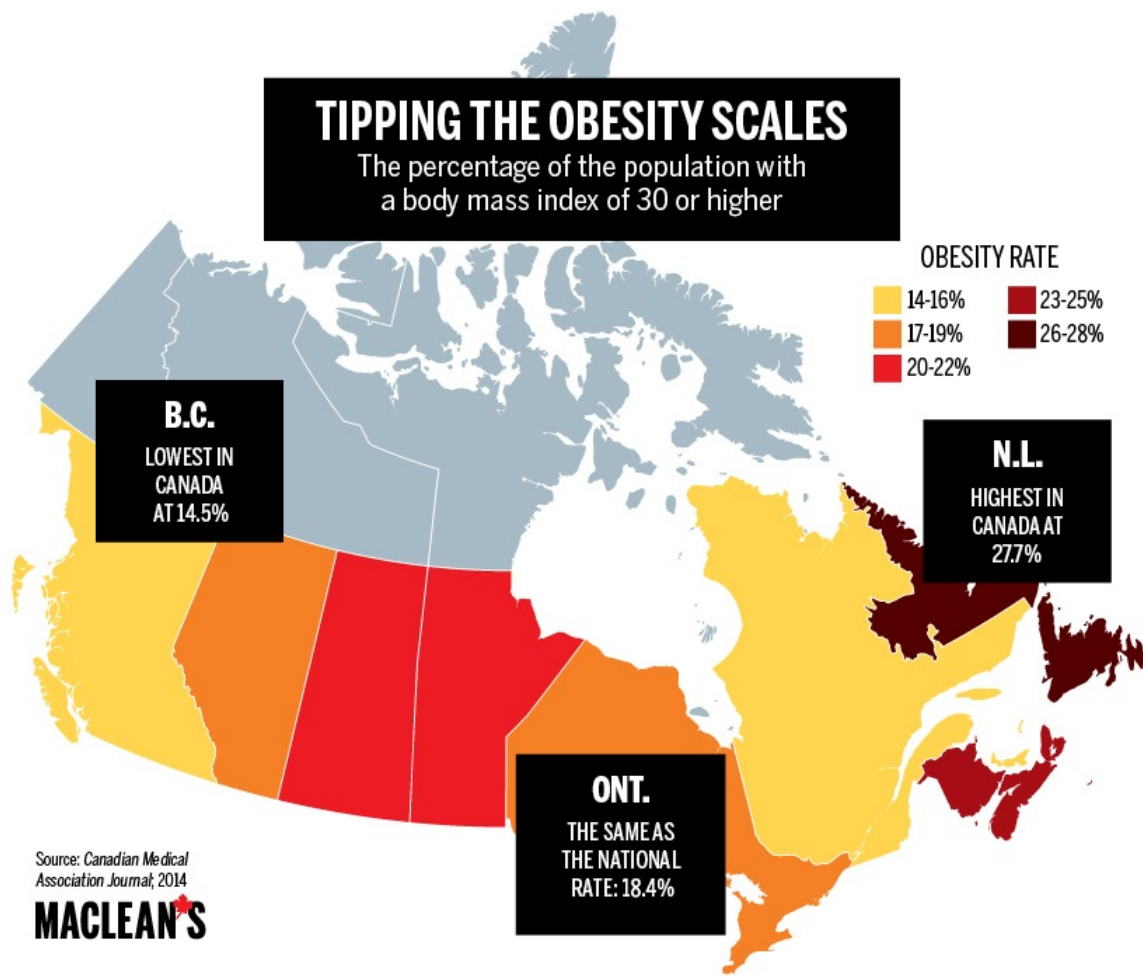 TIPPING THE OBESITY SCALES
The percentage of the population with
a body mass index of 30 or higher
OBESITY RATE
14-16%
17-19%
20-22%
23-25%
26-28%
B.C.
LOWEST IN
CANADA
AT 14.5%
N.L.
HIGHEST IN
CANADA AT
27.7%
ONT.
THE SAME AS
THE NATIONAL
RATE: 18.4%
Source: Canadian Medical
Association Journal, 2014
MACLEAN'S